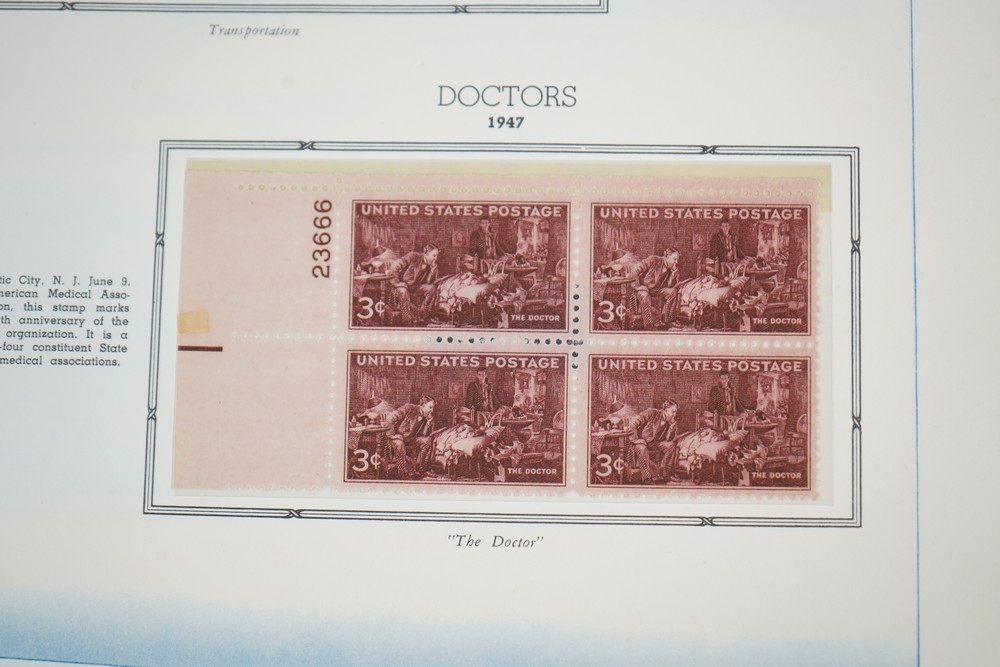 Transportation
DOCTORS
1947
tic City, N. J. June 9,
merican Medical Asso-
on, this stamp marks
th anniversary of the
organization. It is a
-four constituent State
medical associations.
23666
UNITED STATES POSTAGE
3¢
THE DOCTOR
UNITED STATES POSTAGE
3¢
THE DOCTOR
UNITED STATES POSTAGE
3¢
THE DOCTOR
UNITED STATES POSTAGE
3¢
THE DOCTOR
"The Doctor"